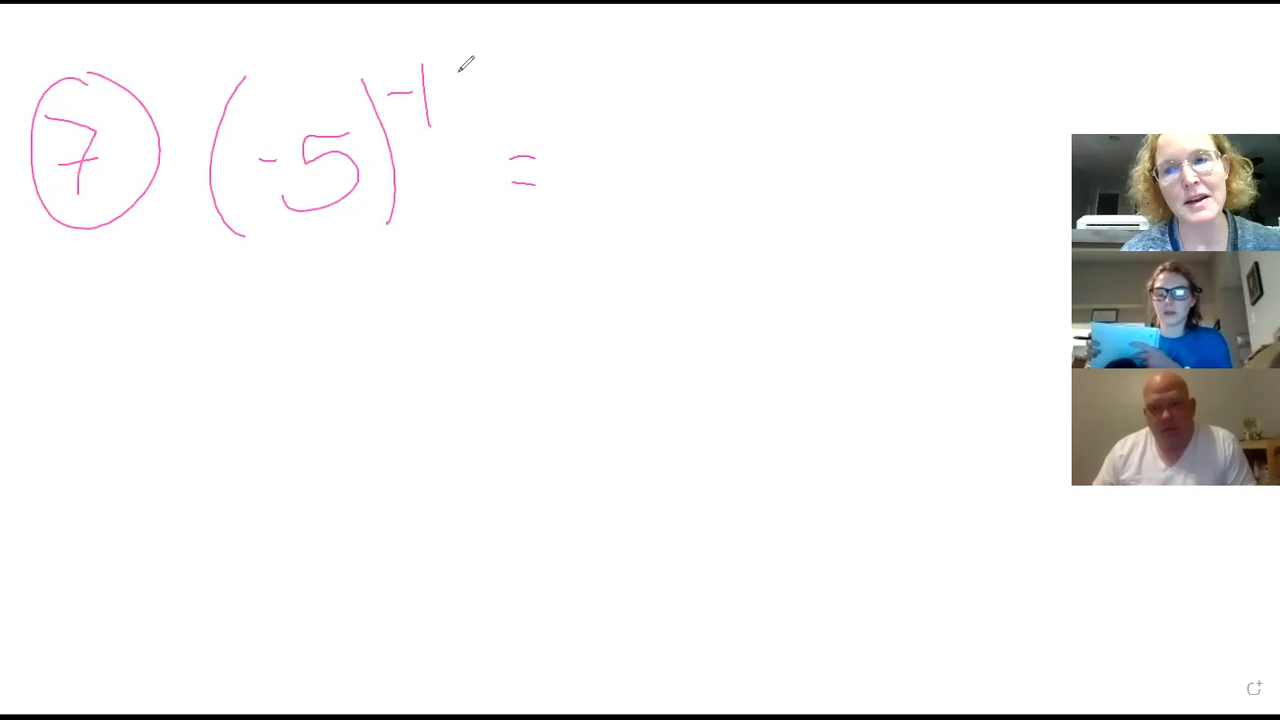 7 (-5)^-1 =